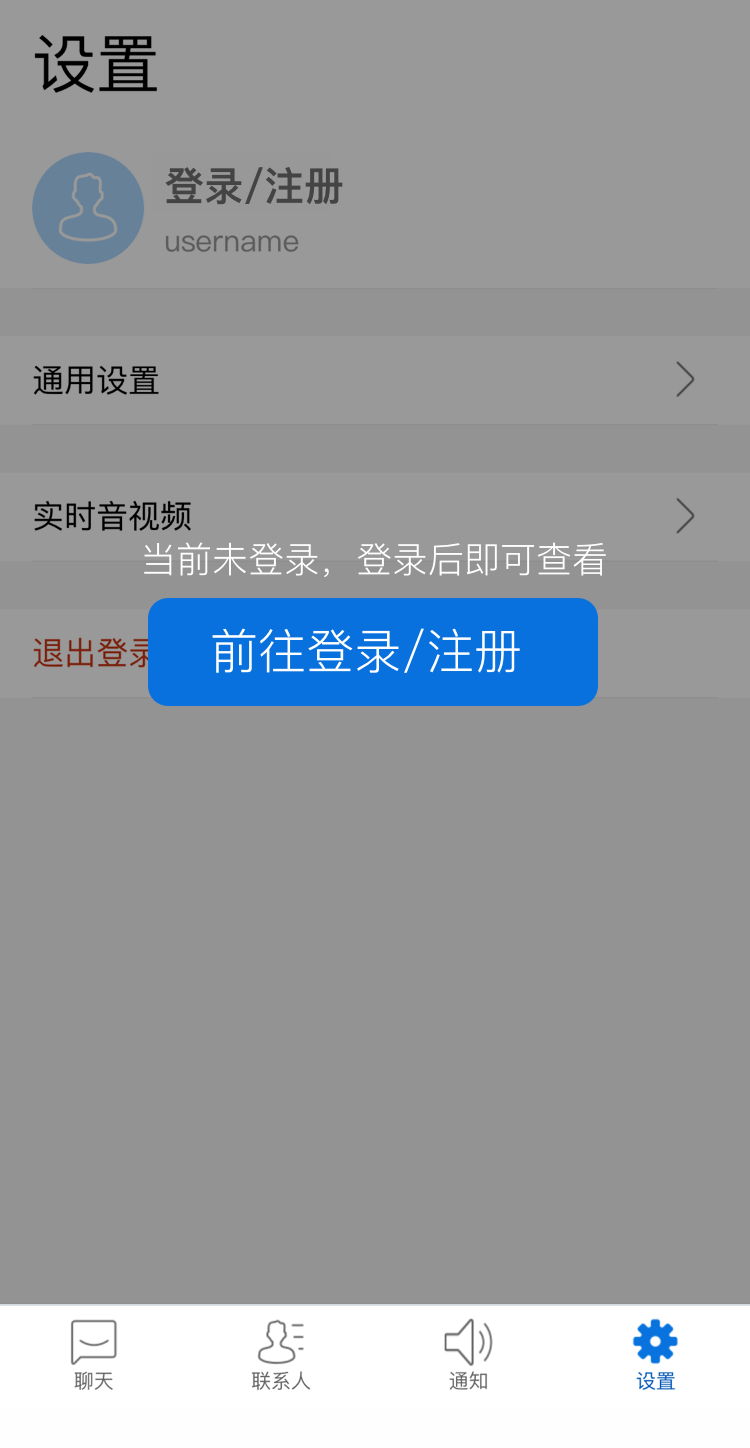 设置
登录/注册
username
通用设置
实时音视频
当前未登录，登录后即可查看
退出登录
前往登录/注册
聊天
联系人
通知
设置